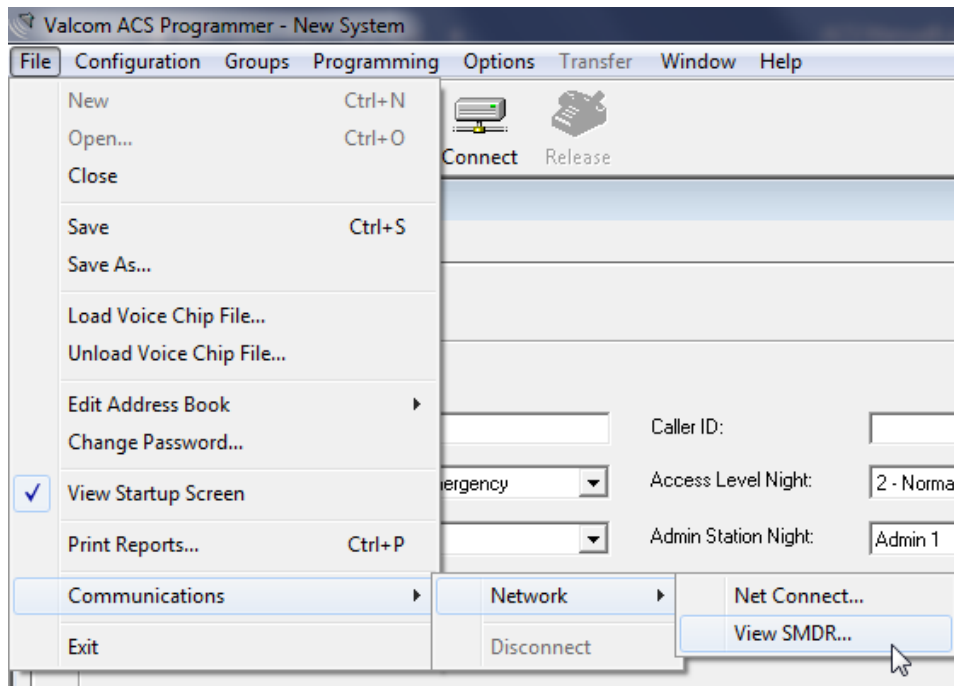 Valcom ACS Programmer - New System
File Configuration Groups Programming Options Transfer Window Help
New Ctrl+N
Open... Ctrl+O
Close
Connect Release
Save Ctrl+S
Save As...
Load Voice Chip File...
Unload Voice Chip File...
Edit Address Book
Change Password...
Caller ID:
View Startup Screen
Access Level Night: 2 - Norma
Print Reports... Ctrl+P
Admin Station Night: Admin 1
Communications Network Net Connect...
View SMDR...
Exit Disconnect